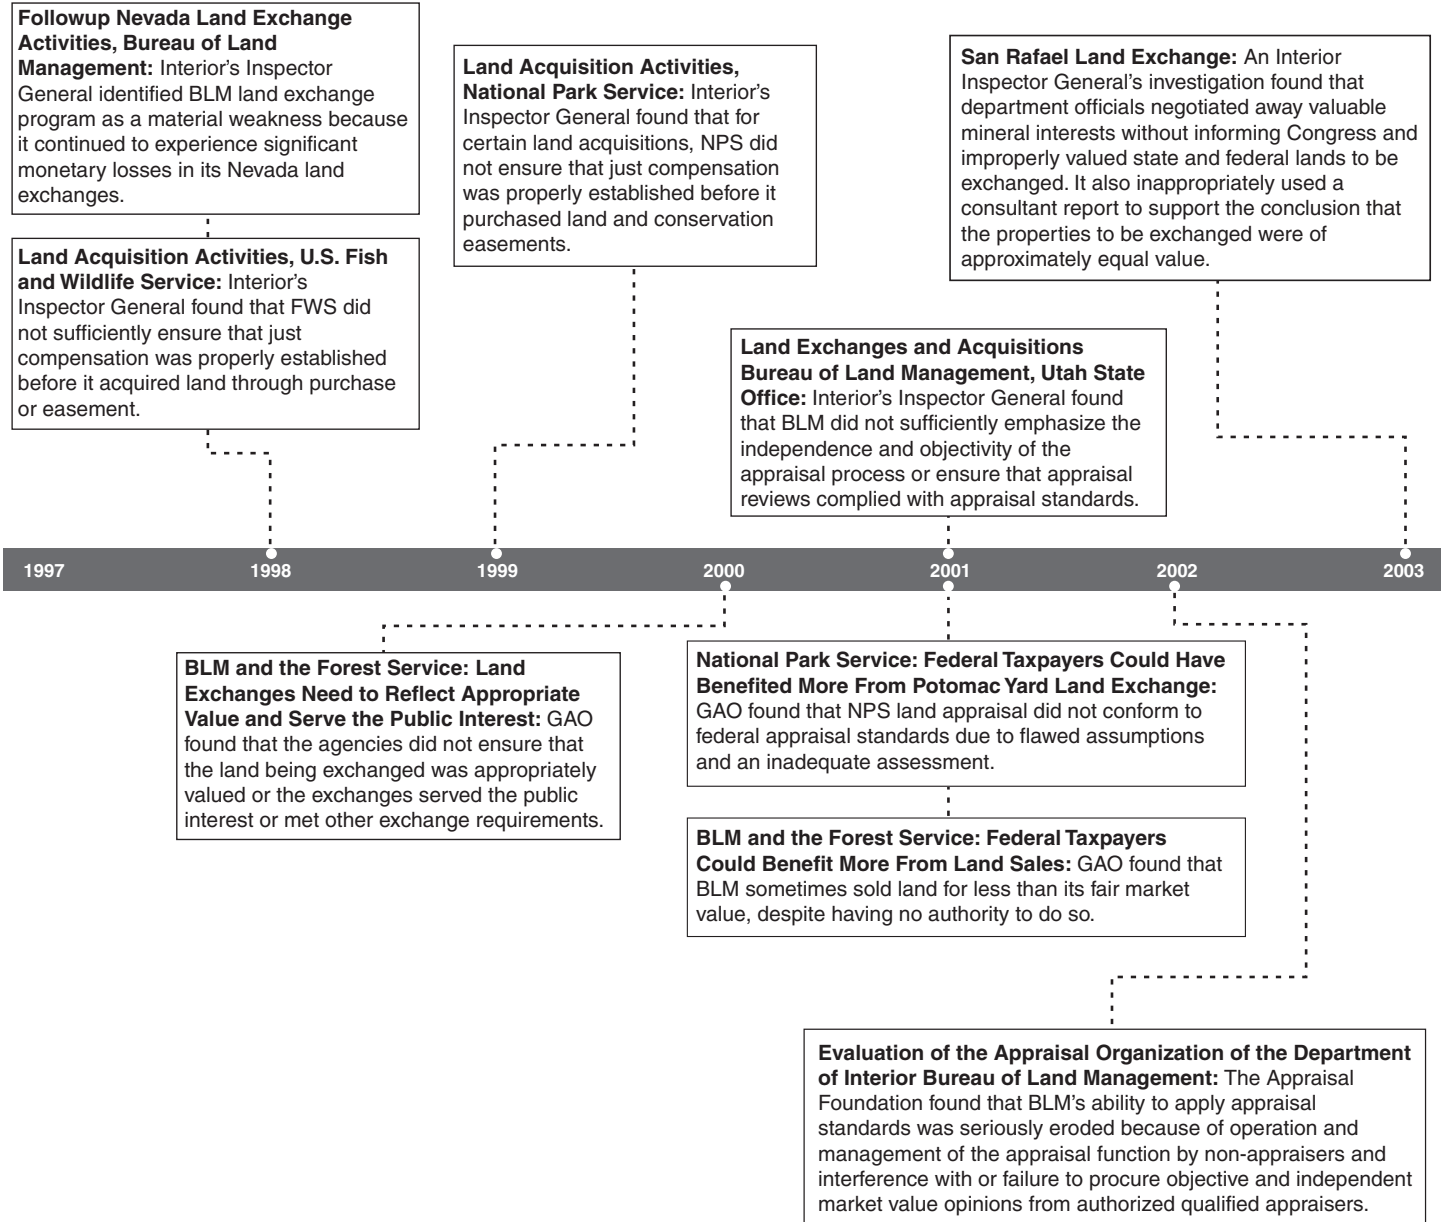 Followup Nevada Land Exchange
Activities, Bureau of Land
Management: Interior's Inspector
General identified BLM land exchange
program as a material weakness because
it continued to experience significant
monetary losses in its Nevada land
exchanges.
Land Acquisition Activities, U.S. Fish
and Wildlife Service: Interior's
Inspector General found that FWS did
not sufficiently ensure that just
compensation was properly established
before it acquired land through purchase
or easement.
Land Acquisition Activities,
National Park Service: Interior's
Inspector General found that for
certain land acquisitions, NPS did
not ensure that just compensation
was properly established before it
purchased land and conservation
easements.
Land Exchanges and Acquisitions
Bureau of Land Management, Utah State
Office: Interior's Inspector General found
that BLM did not sufficiently emphasize the
independence and objectivity of the
appraisal process or ensure that appraisal
reviews complied with appraisal standards.
San Rafael Land Exchange: An Interior
Inspector General's investigation found that
department officials negotiated away valuable
mineral interests without informing Congress and
improperly valued state and federal lands to be
exchanged. It also inappropriately used a
consultant report to support the conclusion that
the properties to be exchanged were of
approximately equal value.
1997 1998 1999 2000 2001 2002 2003
BLM and the Forest Service: Land
Exchanges Need to Reflect Appropriate
Value and Serve the Public Interest: GAO
found that the agencies did not ensure that
the land being exchanged was appropriately
valued or the exchanges served the public
interest or met other exchange requirements.
National Park Service: Federal Taxpayers Could Have
Benefited More From Potomac Yard Land Exchange:
GAO found that NPS land appraisal did not conform to
federal appraisal standards due to flawed assumptions
and an inadequate assessment.
BLM and the Forest Service: Federal Taxpayers
Could Benefit More From Land Sales: GAO found that
BLM sometimes sold land for less than its fair market
value, despite having no authority to do so.
Evaluation of the Appraisal Organization of the Department
of Interior Bureau of Land Management: The Appraisal
Foundation found that BLM's ability to apply appraisal
standards was seriously eroded because of operation and
management of the appraisal function by non-appraisers and
interference with or failure to procure objective and independent
market value opinions from authorized qualified appraisers.